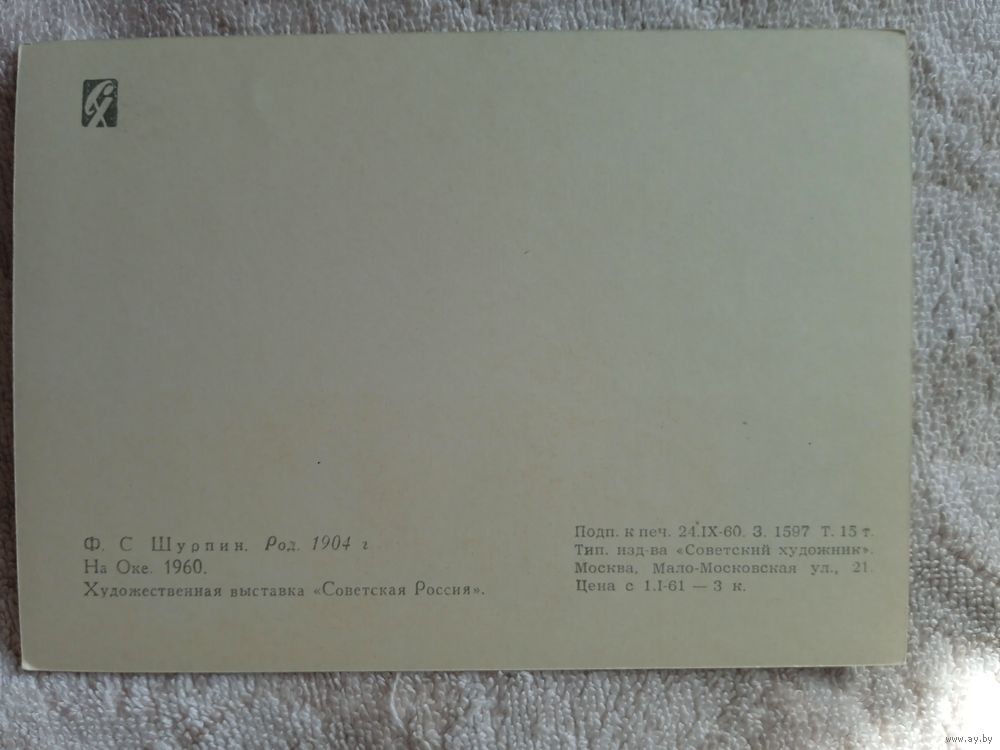 СХ
Ф. С Шурпин. Род. 1904 г
На Оке. 1960.
Художественная выставка «Советская Россия».
Подп. к печ. 24.IX-60. З. 1597 Т. 15 т.
Тип. изд-ва «Советский художник».
Москва, Мало-Московская ул., 21.
Цена с 1.I-61 — 3 к.
www.ay.by